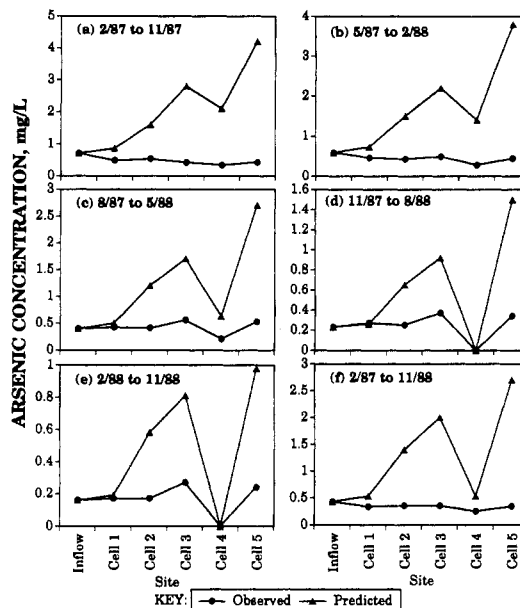 ARSENIC CONCENTRATION, mg/L
(a) 2/87 to 11/87
5
4
3
2
1
0
(b) 5/87 to 2/88
4
3
2
1
0
(c) 8/87 to 5/88
3
2.5
2
1.5
1
0.5
0
(d) 11/87 to 8/88
1.6
1.4
1.2
1
0.8
0.6
0.4
0.2
0
(e) 2/88 to 11/88
1
0.8
0.6
0.4
0.2
0
(f) 2/87 to 11/88
3
2.5
2
1.5
1
0.5
0
Inflow
Cell 1
Cell 2
Cell 3
Cell 4
Cell 5
Inflow
Cell 1
Cell 2
Cell 3
Cell 4
Cell 5
Site
Site
KEY: Observed Predicted